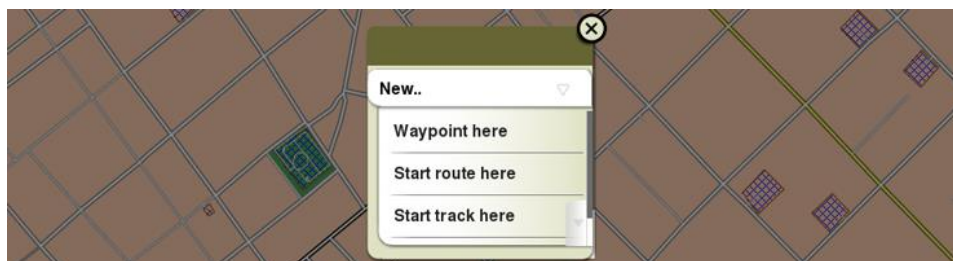 New..
Waypoint here
Start route here
Start track here